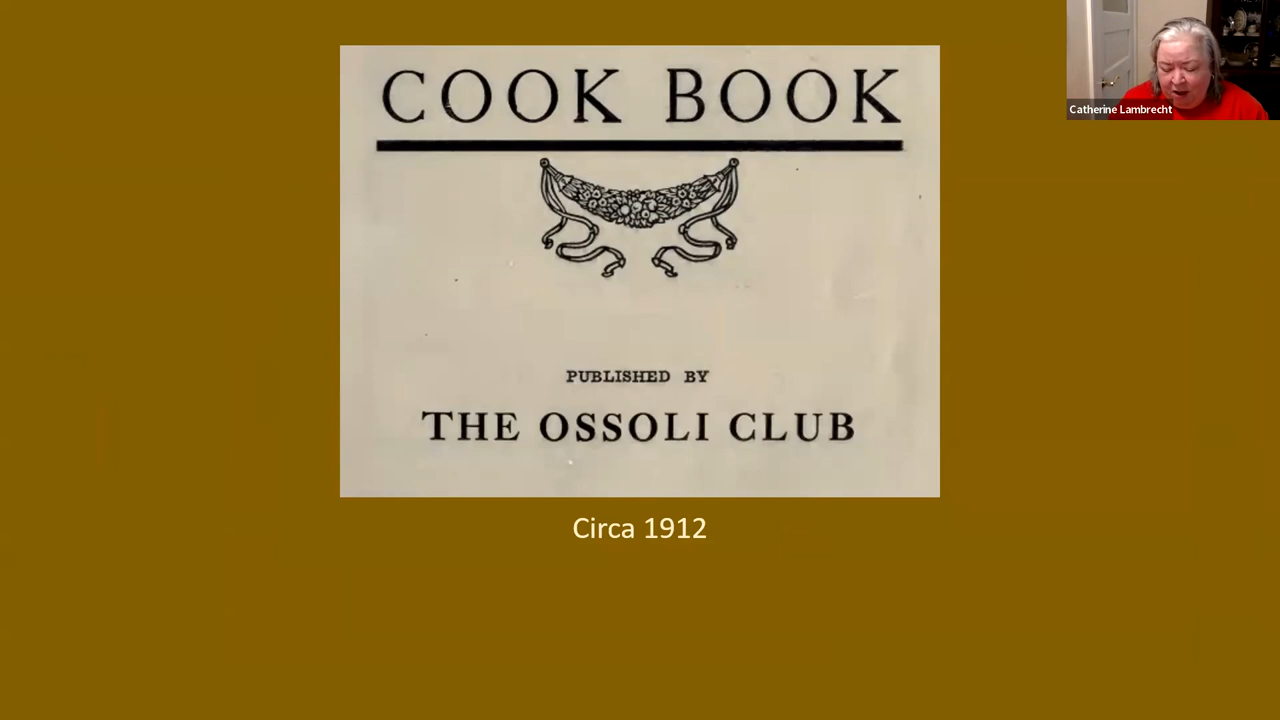 COOK BOOK
PUBLISHED BY
THE OSSOLI CLUB
Circa 1912
Catherine Lambrecht